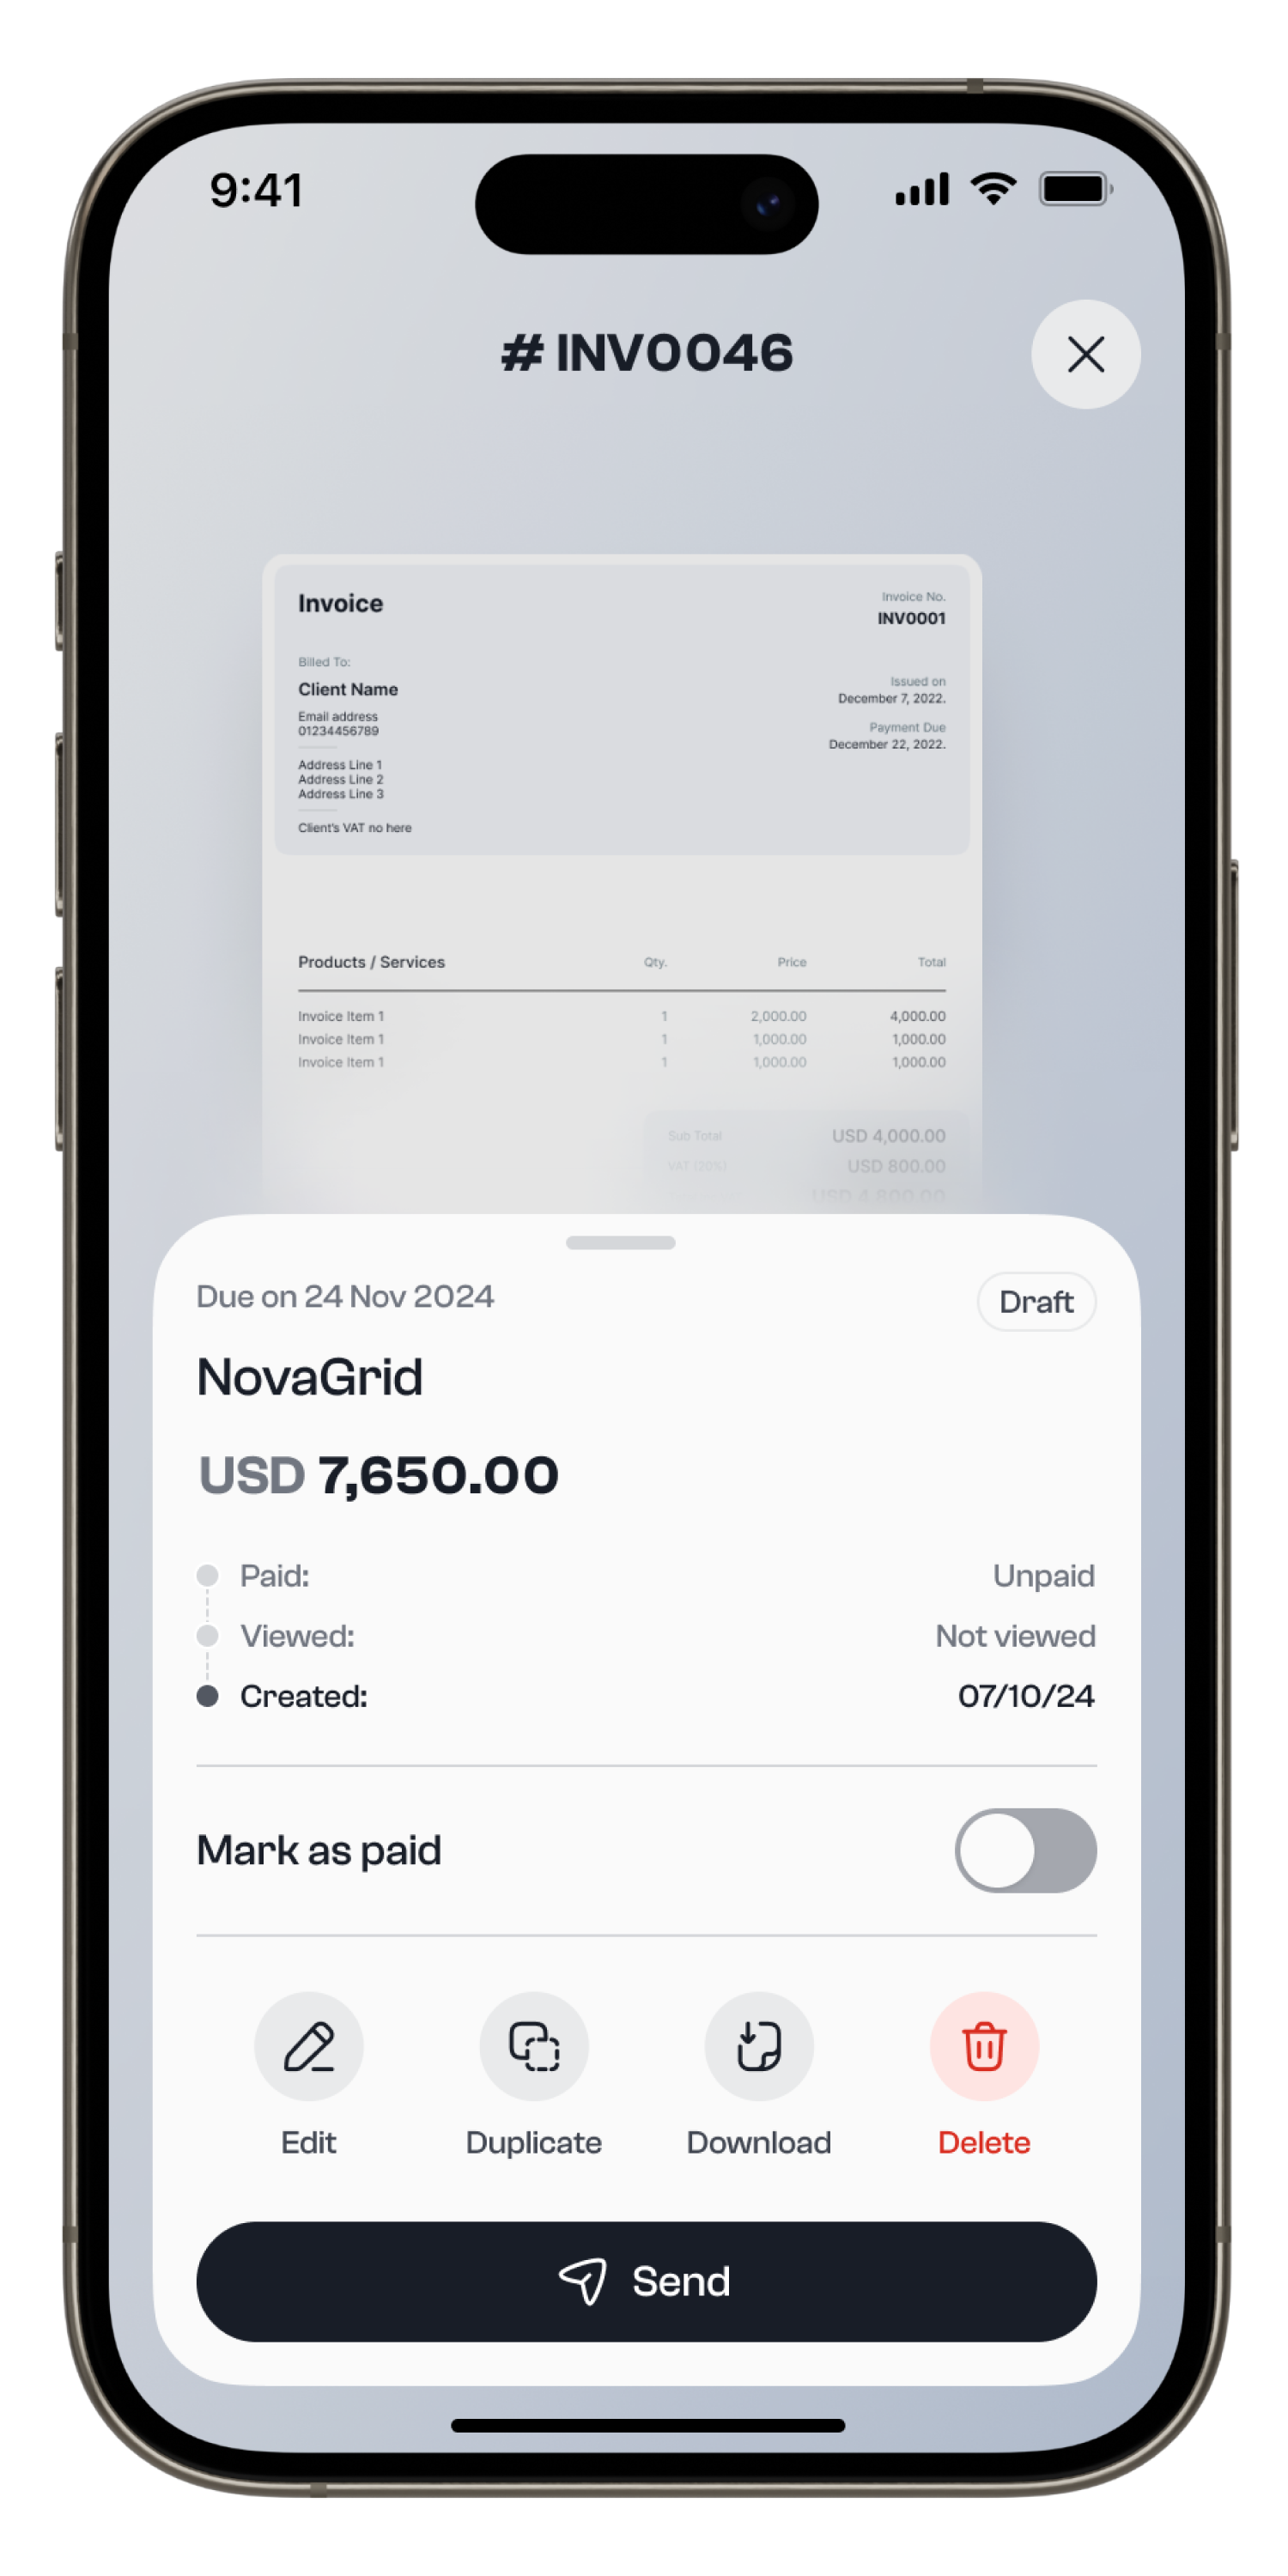 9:41
# INV0046
Invoice
Invoice No.
INV0001
Billed To:
Client Name
Email address
01234456789
Issued on
December 7, 2022.
Payment Due
December 22, 2022.
Address Line 1
Address Line 2
Address Line 3
Client's VAT no here
Products / Services Qty. Price Total
Invoice Item 1 1 2,000.00 4,000.00
Invoice Item 1 1 1,000.00 1,000.00
Invoice Item 1 1 1,000.00 1,000.00
Sub Total USD 4,000.00
VAT (20%) USD 800.00
USD 4,800.00
Due on 24 Nov 2024
Draft
NovaGrid
USD 7,650.00
Paid: Unpaid
Viewed: Not viewed
Created: 07/10/24
Mark as paid
Edit Duplicate Download Delete
Send